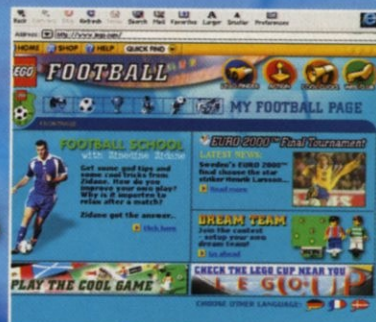 Back
Refresh
Search Mail Favorites Larger Smaller Preferences
Address: http://www.lego.com/
HOME SHOP HELP QUICK FIND
LEGO FOOTBALL
MY FOOTBALL PAGE
FOOTBALL SCHOOL
with Zinedine Zidane
Get some good tips and
some cool tricks from
Zidane. How do you
improve your own play?
Why is it important to
relax after a match?
Zidane got the answer..
click here
EURO 2000™ Final Tournament
LATEST NEWS:
Sweden's EURO 2000™
final chance the star
striker Henrik Larsson...
Read more
DREAM TEAM
Join the contest
- setup your own
dream team!
go ahead
PLAY THE COOL GAME
CHECK THE LEGO CUP NEAR YOU
LEGO CUP
CHOOSE OTHER LANGUAGE: